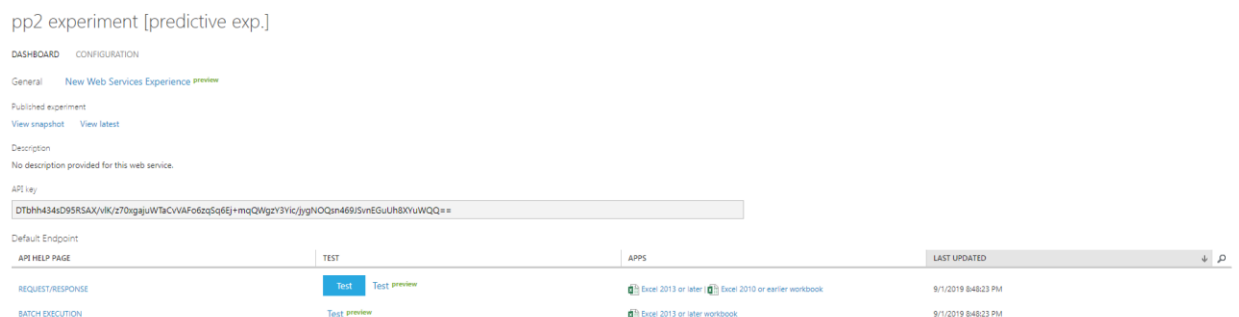 pp2 experiment [predictive exp.]
DASHBOARD CONFIGURATION
General New Web Services Experience preview
Published experiment
View snapshot View latest
Description
No description provided for this web service.
API key
DTbhh434sD95RSAX/vlK/z70xgajuWTaCvVAFo6zqSq6Ej+mqQWgzY3Yic/jygNOQsn469JSvnEGuUh8XYuWQQ==
Default Endpoint
API HELP PAGE TEST APPS LAST UPDATED
REQUEST/RESPONSE Test Test preview Excel 2013 or later | Excel 2010 or earlier workbook 9/1/2019 8:48:23 PM
BATCH EXECUTION Test preview Excel 2013 or later workbook 9/1/2019 8:48:23 PM